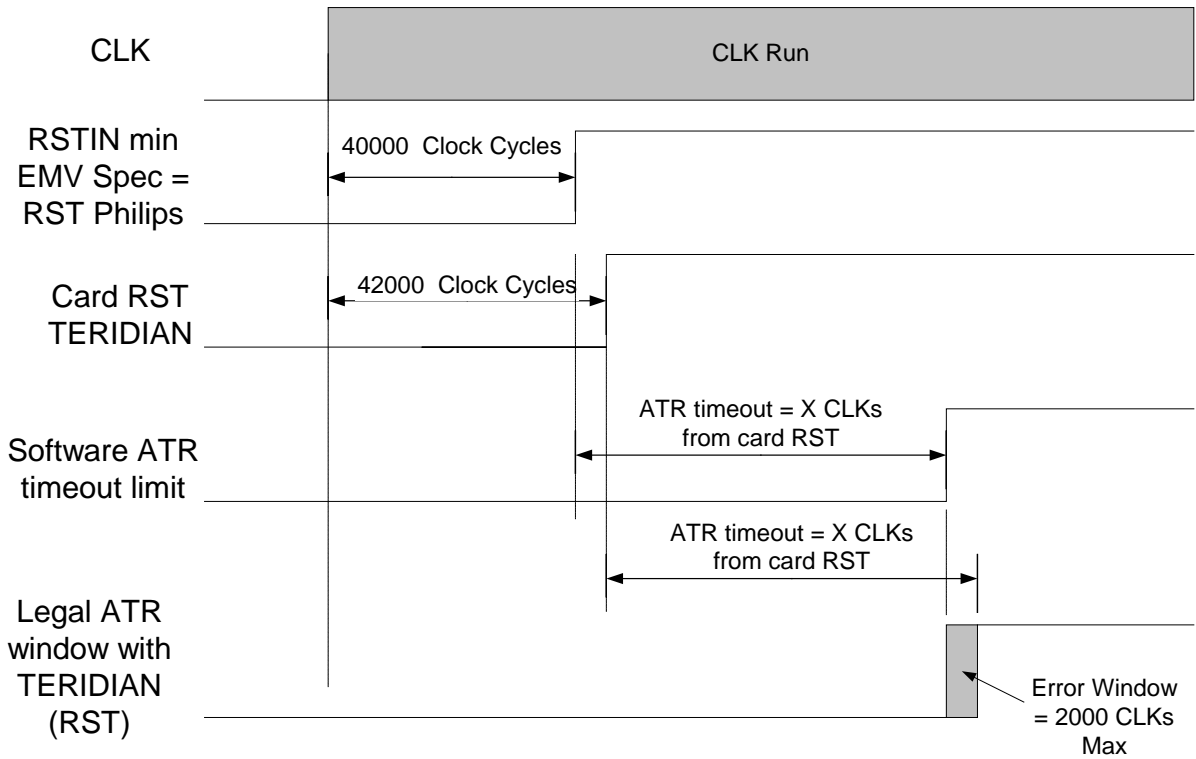 CLK
CLK Run
RSTIN min
EMV Spec =
RST Philips
40000 Clock Cycles
Card RST
TERIDIAN
42000 Clock Cycles
Software ATR
timeout limit
ATR timeout = X CLKs
from card RST
ATR timeout = X CLKs
from card RST
Legal ATR
window with
TERIDIAN
(RST)
Error Window
= 2000 CLKs
Max